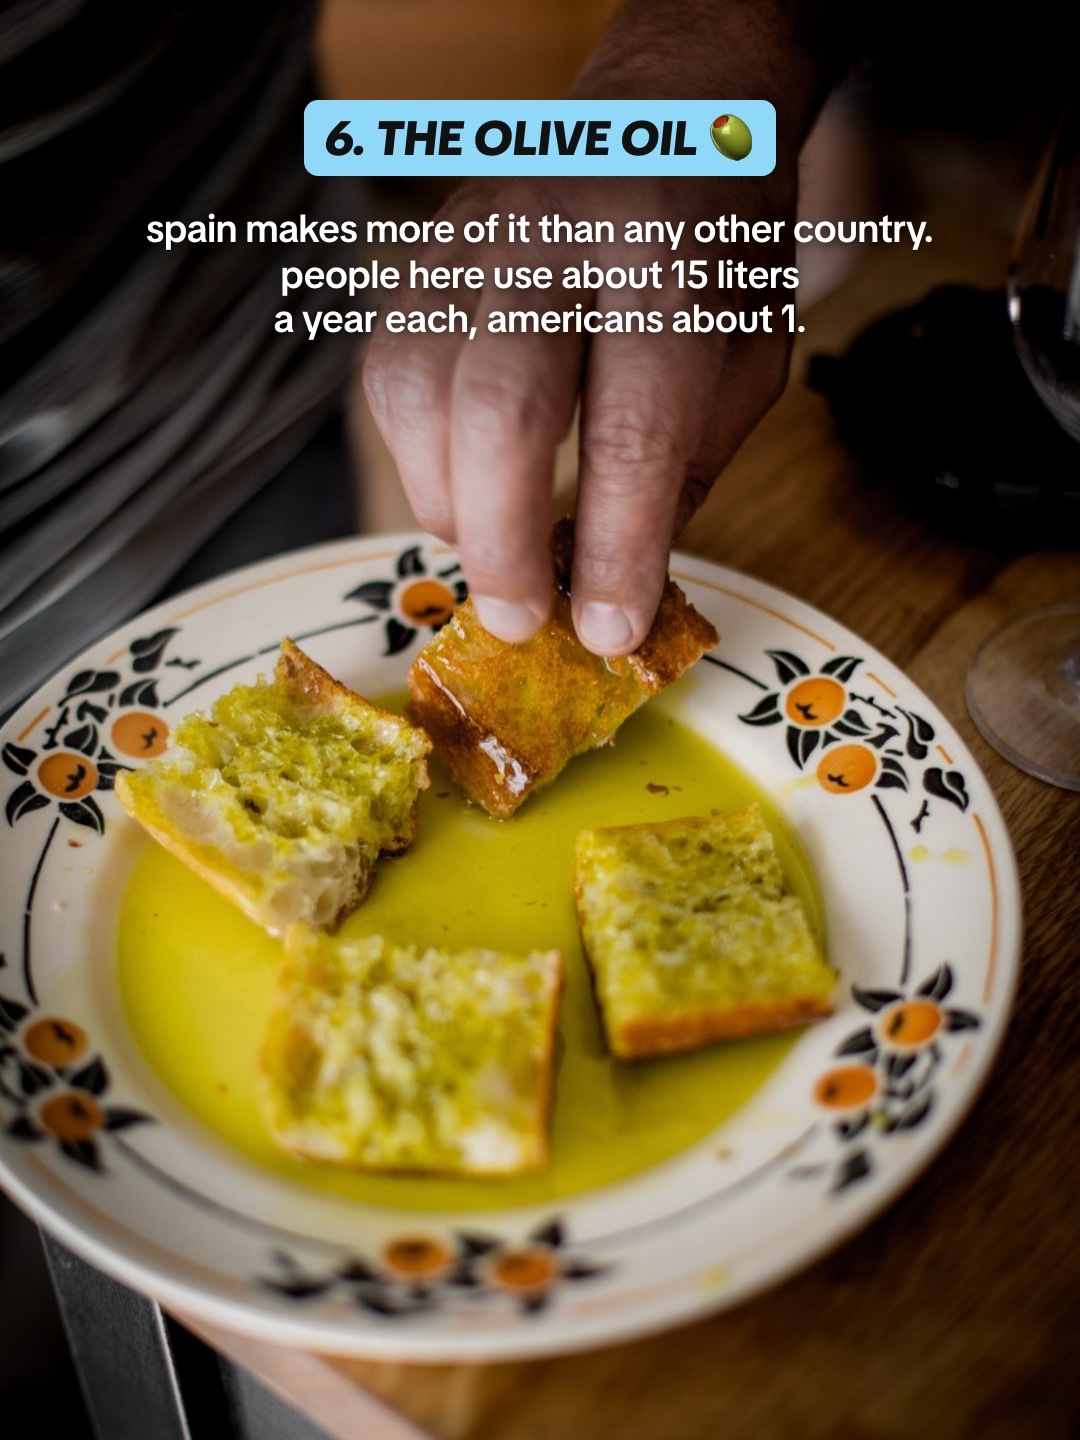 6. THE OLIVE OIL 🫒
spain makes more of it than any other country.
people here use about 15 liters
a year each, americans about 1.